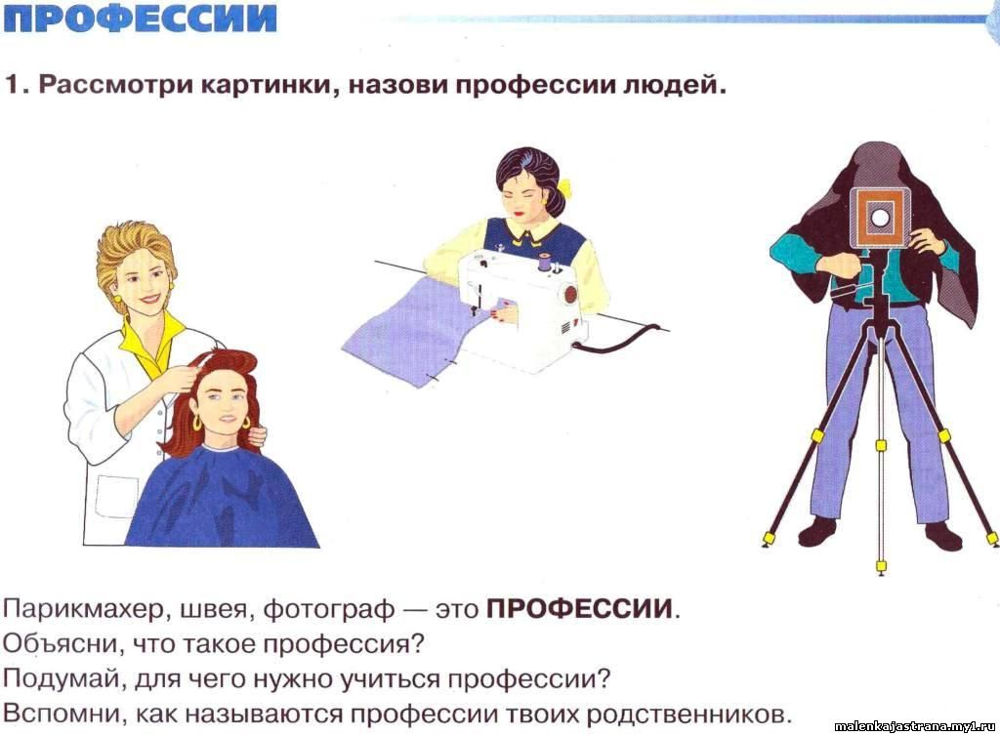 ПРОФЕССИИ
1. Рассмотри картинки, назови профессии людей.
Парикмахер, швея, фотограф — это ПРОФЕССИИ.
Объясни, что такое профессия?
Подумай, для чего нужно учиться профессии?
Вспомни, как называются профессии твоих родственников.
malenkajastrana.my1.ru